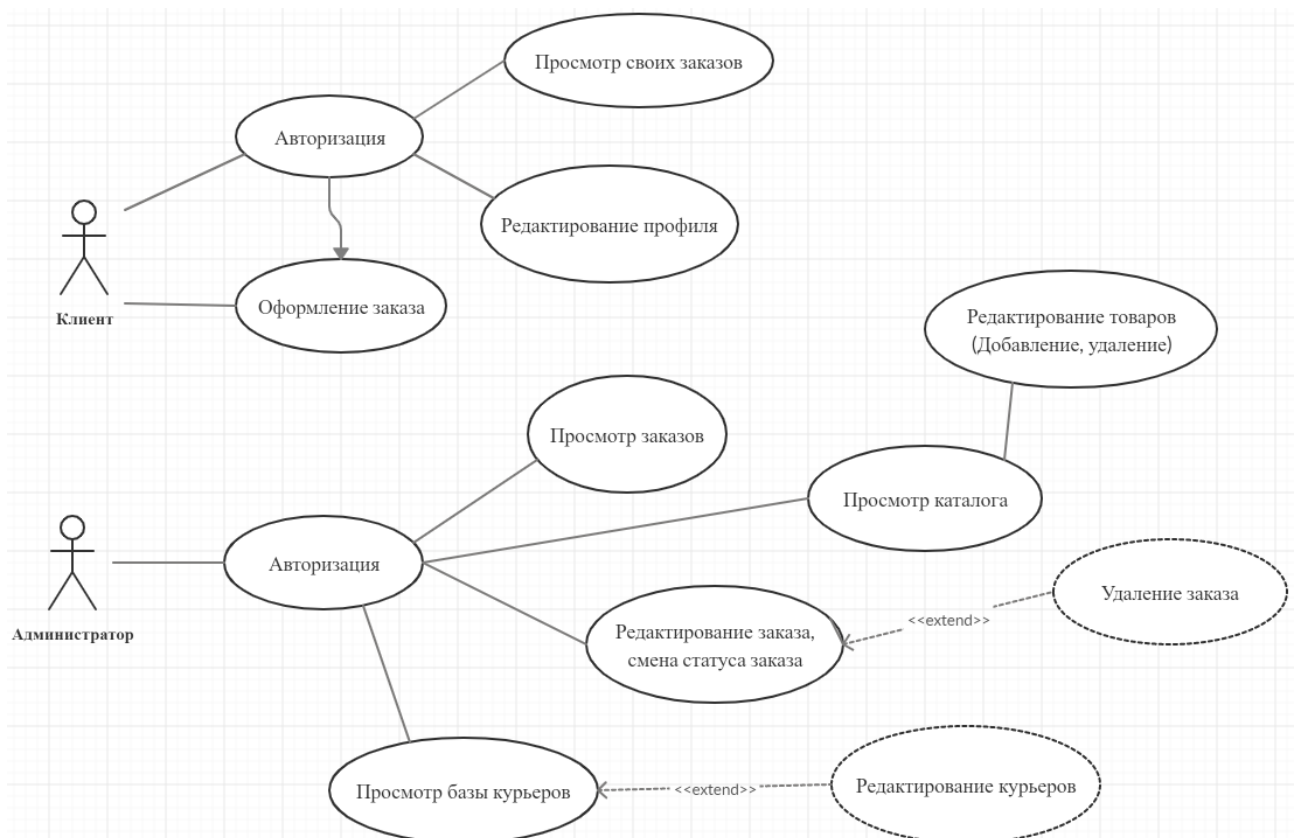 Просмотр своих заказов
Авторизация
Редактирование профиля
Оформление заказа
Клиент
Редактирование товаров
(Добавление, удаление)
Просмотр заказов
Просмотр каталога
Авторизация
Администратор
Удаление заказа
<<extend>>
Редактирование заказа,
смена статуса заказа
Просмотр базы курьеров
<<extend>>
Редактирование курьеров